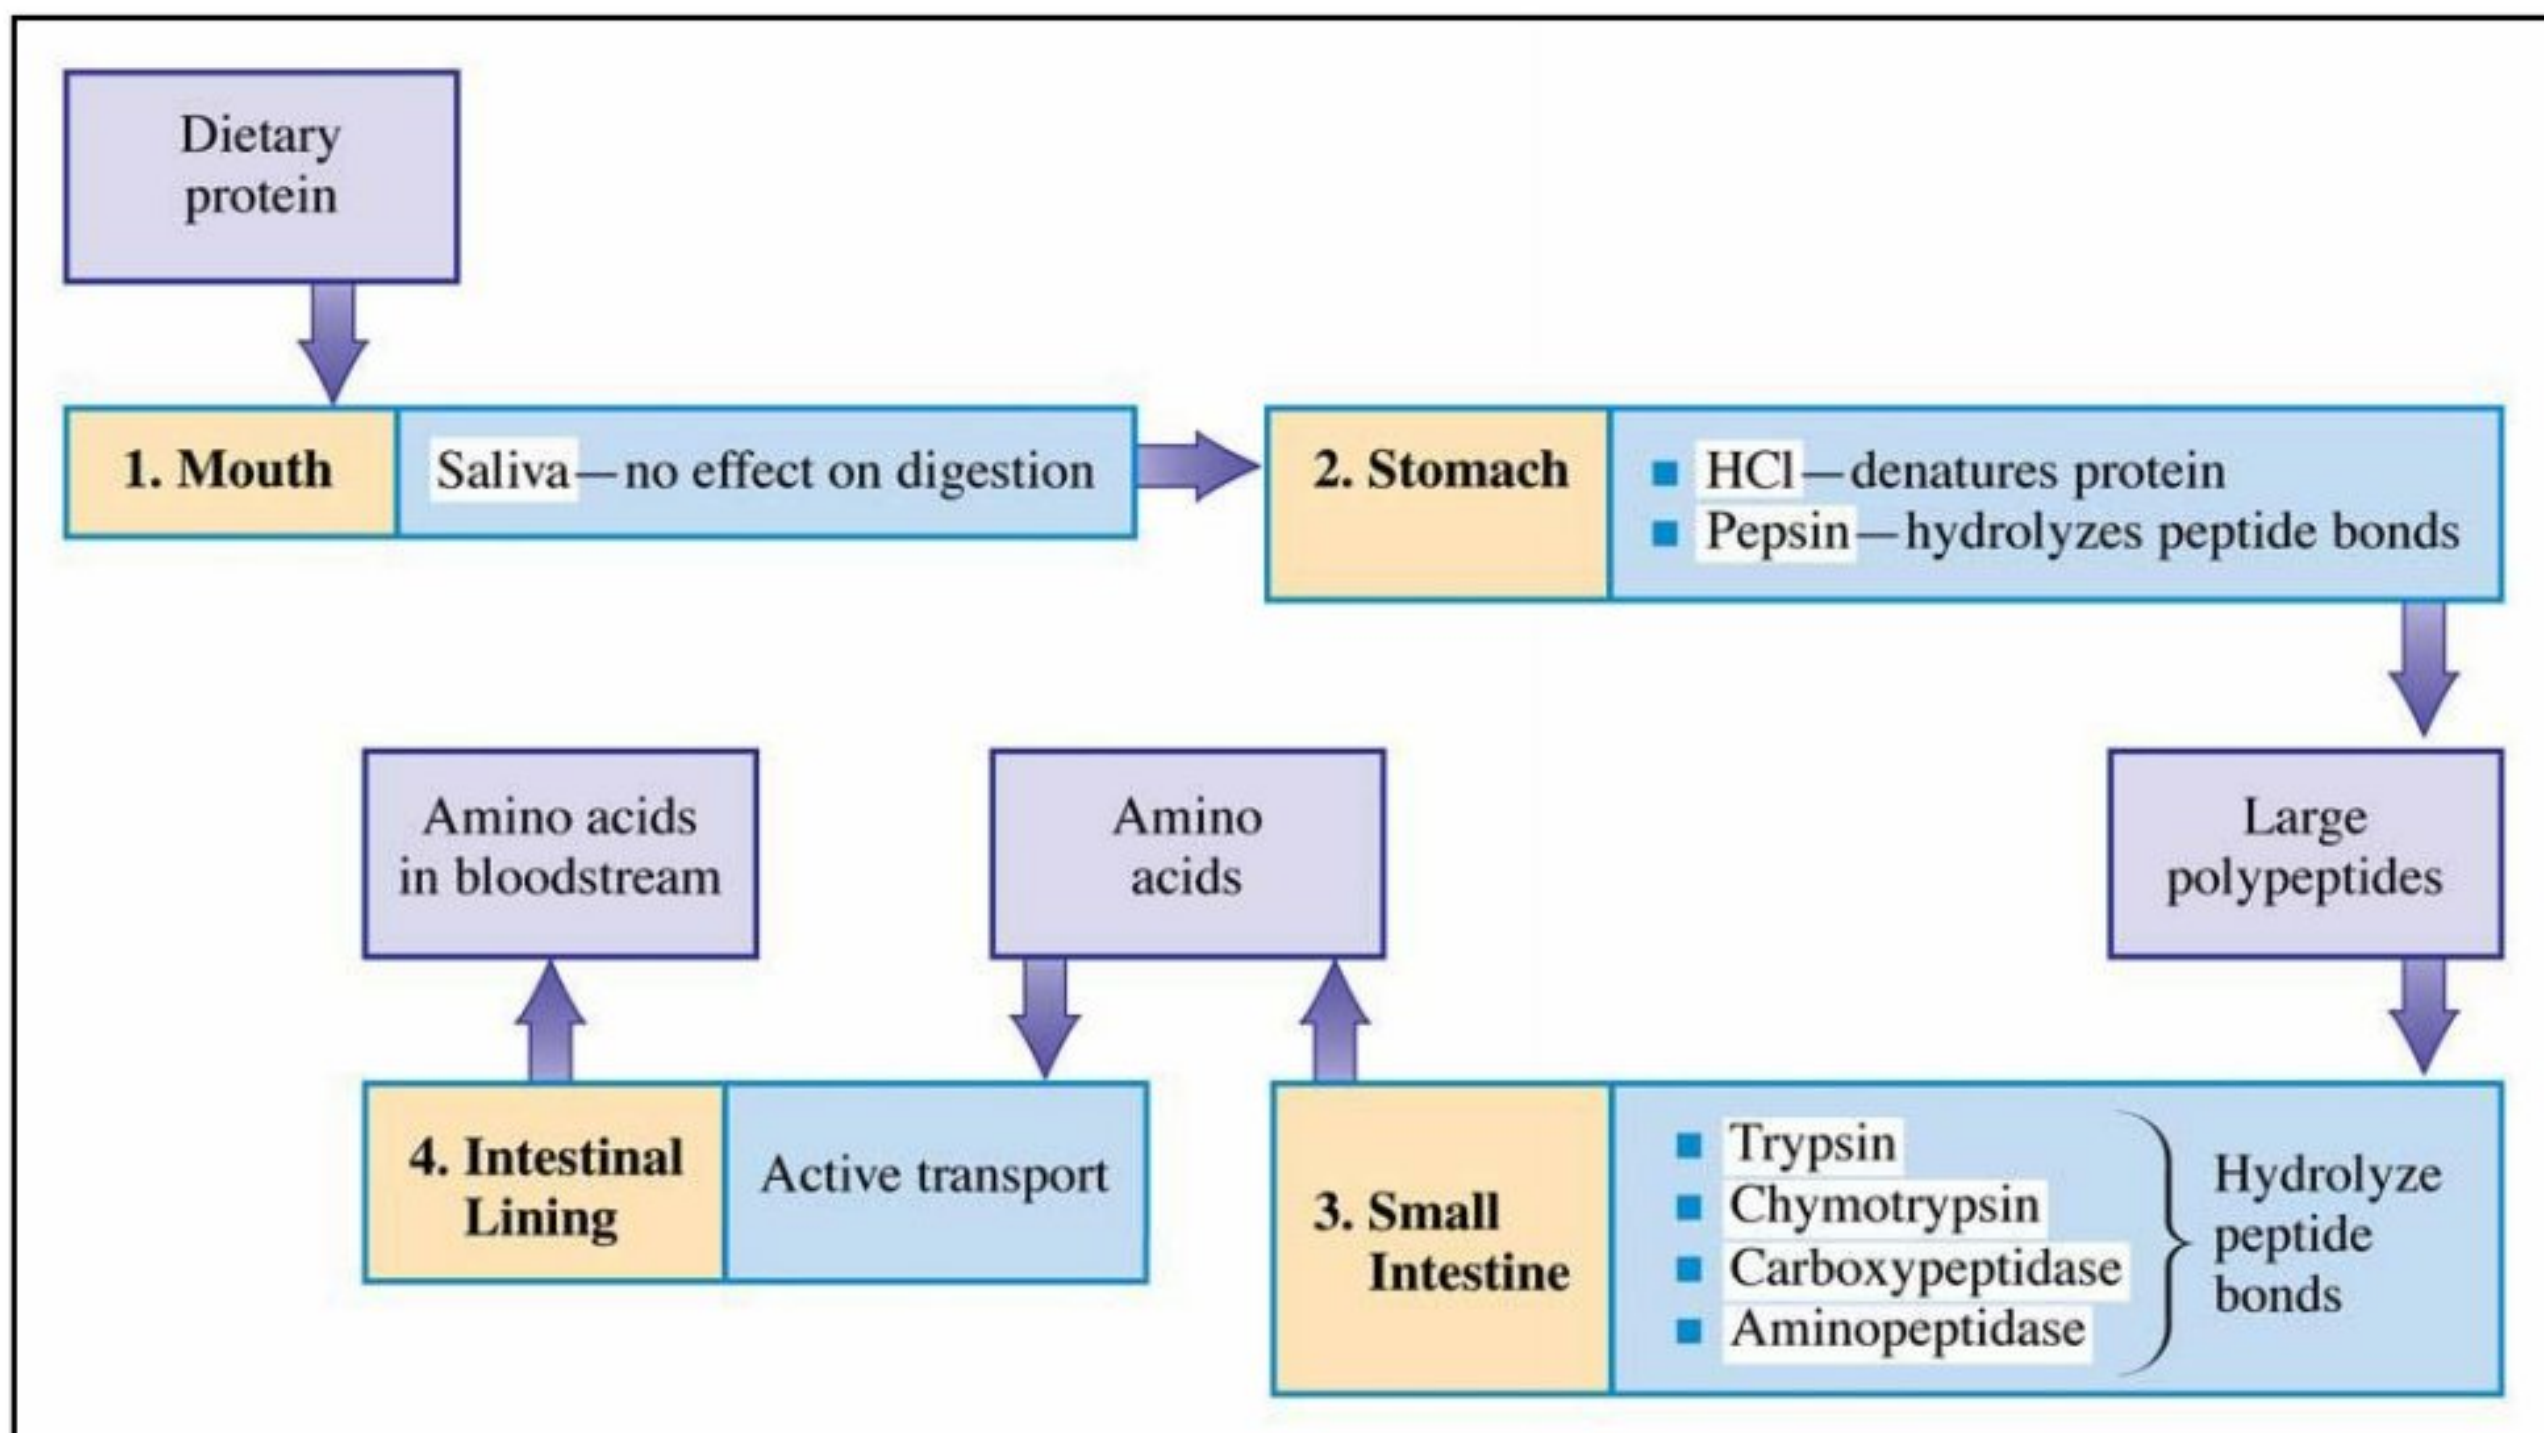 Dietary
protein
1. Mouth
Saliva—no effect on digestion
2. Stomach
■ HCl—denatures protein
■ Pepsin—hydrolyzes peptide bonds
Large
polypeptides
3. Small
Intestine
■ Trypsin
■ Chymotrypsin
■ Carboxypeptidase
■ Aminopeptidase
Hydrolyze
peptide
bonds
Amino
acids
4. Intestinal
Lining
Active transport
Amino acids
in bloodstream